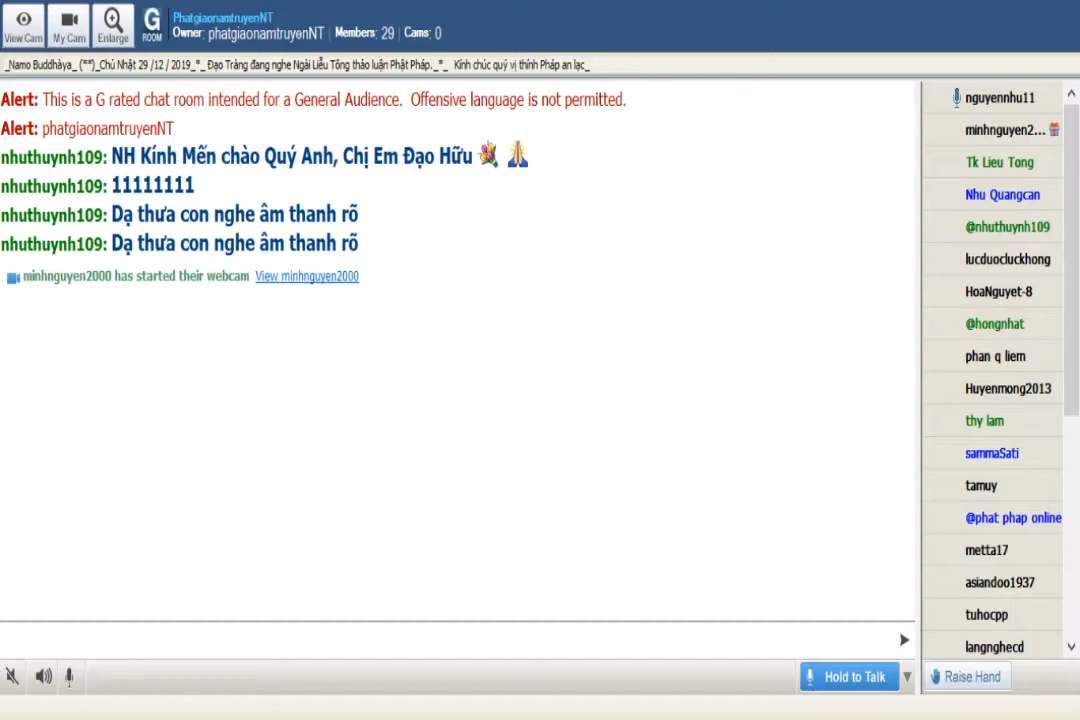 View Cam
My Cam
Enlarge
G
ROOM
PhatgiaonamtruyenNT
Owner: phatgiaonamtruyenNT | Members: 29 | Cams: 0
_Namo Buddhàya_ (**)_Chủ Nhật 29 /12 / 2019_*_ Đạo Tràng đang nghe Ngài Liễu Tông thảo luận Phật Pháp._*_ Kính chúc quý vị thính Pháp an lạc_
Alert: This is a G rated chat room intended for a General Audience. Offensive language is not permitted.
Alert: phatgiaonamtruyenNT
nhuthuynh109: NH Kính Mến chào Quý Anh, Chị Em Đạo Hữu 💐 🙏
nhuthuynh109: 11111111
nhuthuynh109: Dạ thưa con nghe âm thanh rõ
nhuthuynh109: Dạ thưa con nghe âm thanh rõ
minhnguyen2000 has started their webcam View minhnguyen2000
nguyennhu11
minhnguyen2...
Tk Lieu Tong
Nhu Quangcan
@nhuthuynh109
lucduocluckhong
HoaNguyet-8
@hongnhat
phan q liem
Huyenmong2013
thy lam
sammaSati
tamuy
@phat phap online
metta17
asiandoo1937
tuhocpp
langnghecd
Hold to Talk
Raise Hand